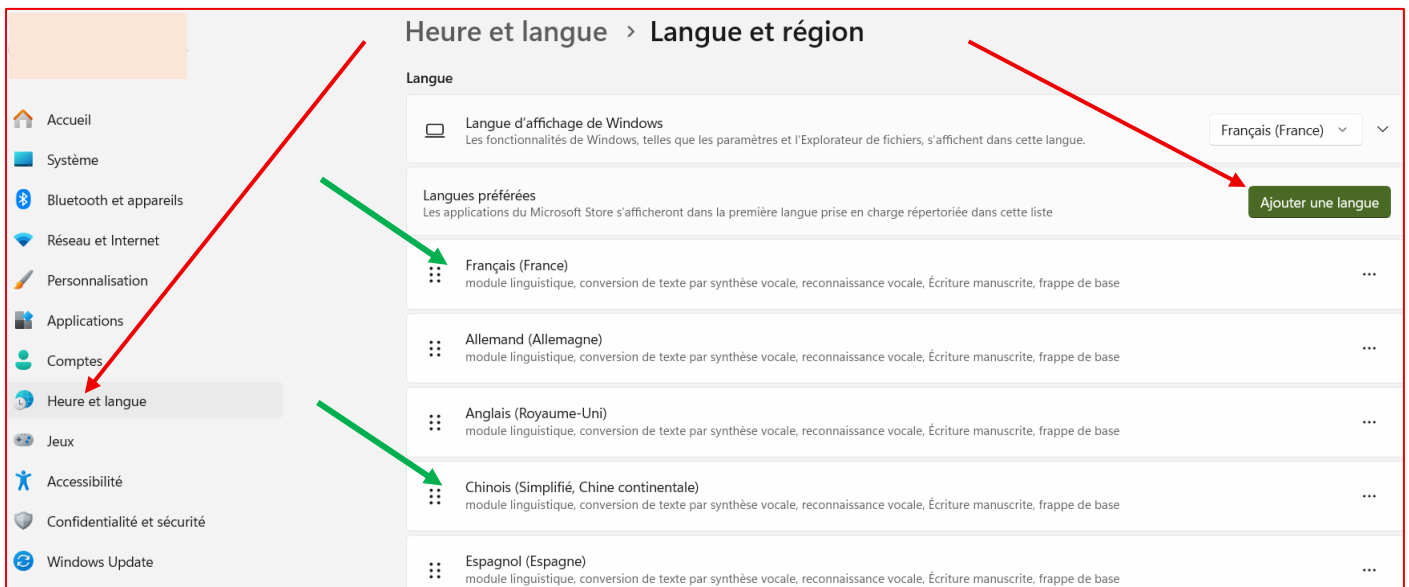 Heure et langue > Langue et région
Langue
Accueil
Système
Bluetooth et appareils
Réseau et Internet
Personnalisation
Applications
Comptes
Heure et langue
Jeux
Accessibilité
Confidentialité et sécurité
Windows Update
Langue d'affichage de Windows
Les fonctionnalités de Windows, telles que les paramètres et l'Explorateur de fichiers, s'affichent dans cette langue.
Français (France)
Langues préférées
Les applications du Microsoft Store s'afficheront dans la première langue prise en charge répertoriée dans cette liste
Ajouter une langue
Français (France)
module linguistique, conversion de texte par synthèse vocale, reconnaissance vocale, Écriture manuscrite, frappe de base
Allemand (Allemagne)
module linguistique, conversion de texte par synthèse vocale, reconnaissance vocale, Écriture manuscrite, frappe de base
Anglais (Royaume-Uni)
module linguistique, conversion de texte par synthèse vocale, reconnaissance vocale, Écriture manuscrite, frappe de base
Chinois (Simplifié, Chine continentale)
module linguistique, conversion de texte par synthèse vocale, reconnaissance vocale, Écriture manuscrite, frappe de base
Espagnol (Espagne)
module linguistique, conversion de texte par synthèse vocale, reconnaissance vocale, Écriture manuscrite, frappe de base